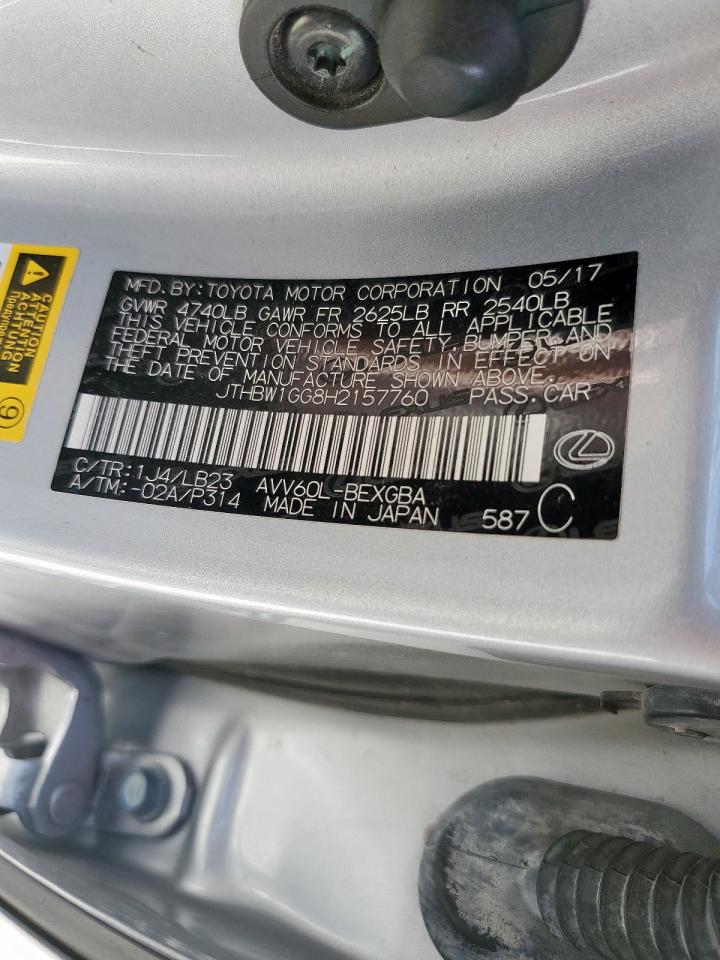 MFD. BY: TOYOTA MOTOR CORPORATION 05/17
GVWR 4740LB GAWR FR 2625LB RR 2540LB
THIS VEHICLE CONFORMS TO ALL APPLICABLE
FEDERAL MOTOR VEHICLE SAFETY, BUMPER, AND
THEFT PREVENTION STANDARDS IN EFFECT ON
THE DATE OF MANUFACTURE SHOWN ABOVE.
JTHBW1GG8H2157760 PASS.CAR
C/TR:1J4/LB23 AVV60L-BEXGBA
A/TM:-02A/P314 MADE IN JAPAN 587 C
CAUTION
ATTENTION
9